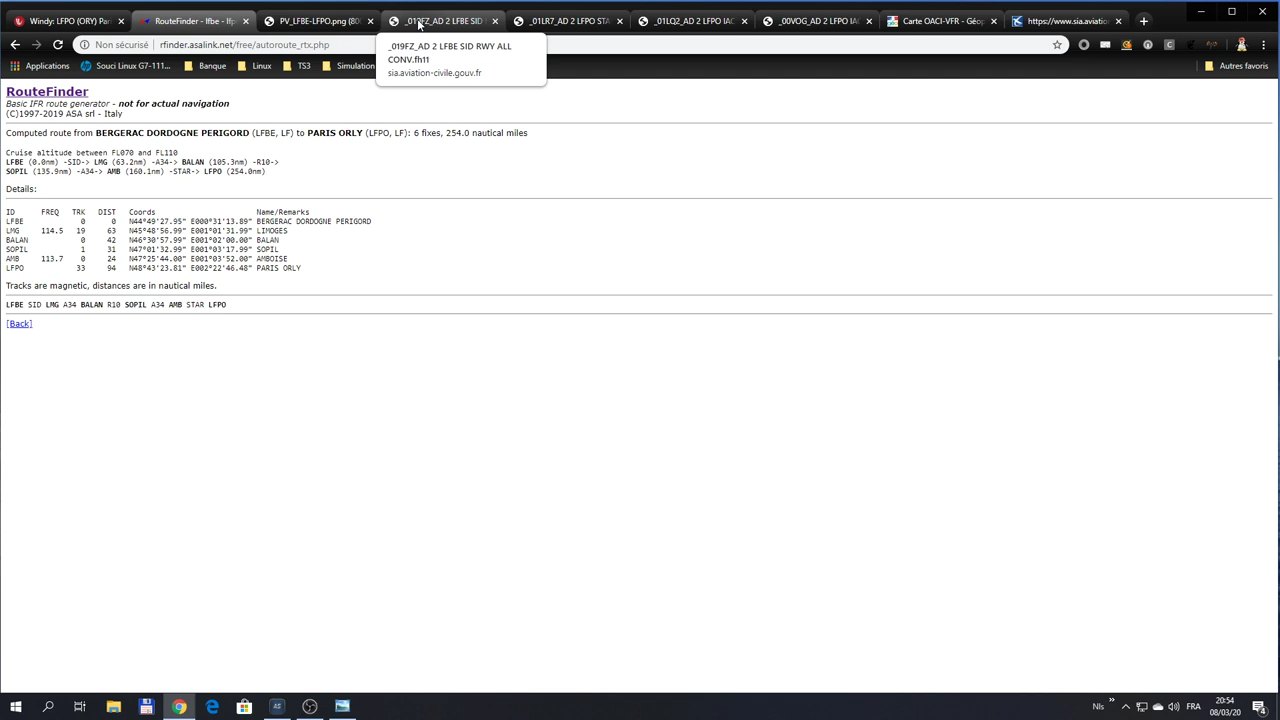 Windy: LFPO (ORY) Par
RouteFinder - lfbe - lfp
PV_LFBE-LFPO.png (80
_019FZ_AD 2 LFBE SID
_01LR7_AD 2 LFPO STA
_01LQ2_AD 2 LFPO IAC
_00VOG_AD 2 LFPO IAC
Carte OACI-VFR - Géop
https://www.sia.aviation
Non sécurisé
rfinder.asalink.net/free/autoroute_rtx.php
_019FZ_AD 2 LFBE SID RWY ALL
CONV.fh11
sia.aviation-civile.gouv.fr
Applications
Souci Linux G7-111...
Banque
Linux
TS3
Simulation
Autres favoris
RouteFinder
Basic IFR route generator - not for actual navigation
(C)1997-2019 ASA srl - Italy
Computed route from BERGERAC DORDOGNE PERIGORD (LFBE, LF) to PARIS ORLY (LFPO, LF): 6 fixes, 254.0 nautical miles
Cruise altitude between FL070 and FL110
LFBE (0.0nm) -SID-> LMG (63.2nm) -A34-> BALAN (105.3nm) -R10->
SOPIL (135.9nm) -A34-> AMB (160.1nm) -STAR-> LFPO (254.0nm)
Details:
ID FREQ TRK DIST Coords Name/Remarks
LFBE 0 0 N44°49'27.95" E000°31'13.89" BERGERAC DORDOGNE PERIGORD
LMG 114.5 19 63 N45°48'56.99" E001°01'31.99" LIMOGES
BALAN 0 42 N46°30'57.99" E001°02'00.00" BALAN
SOPIL 1 31 N47°01'32.99" E001°03'17.99" SOPIL
AMB 113.7 0 24 N47°25'44.00" E001°03'52.00" AMBOISE
LFPO 33 94 N48°43'23.81" E002°22'46.48" PARIS ORLY
Tracks are magnetic, distances are in nautical miles.
LFBE SID LMG A34 BALAN R10 SOPIL A34 AMB STAR LFPO
[Back]
AS
Nls
FRA
20:54
08/03/20
4